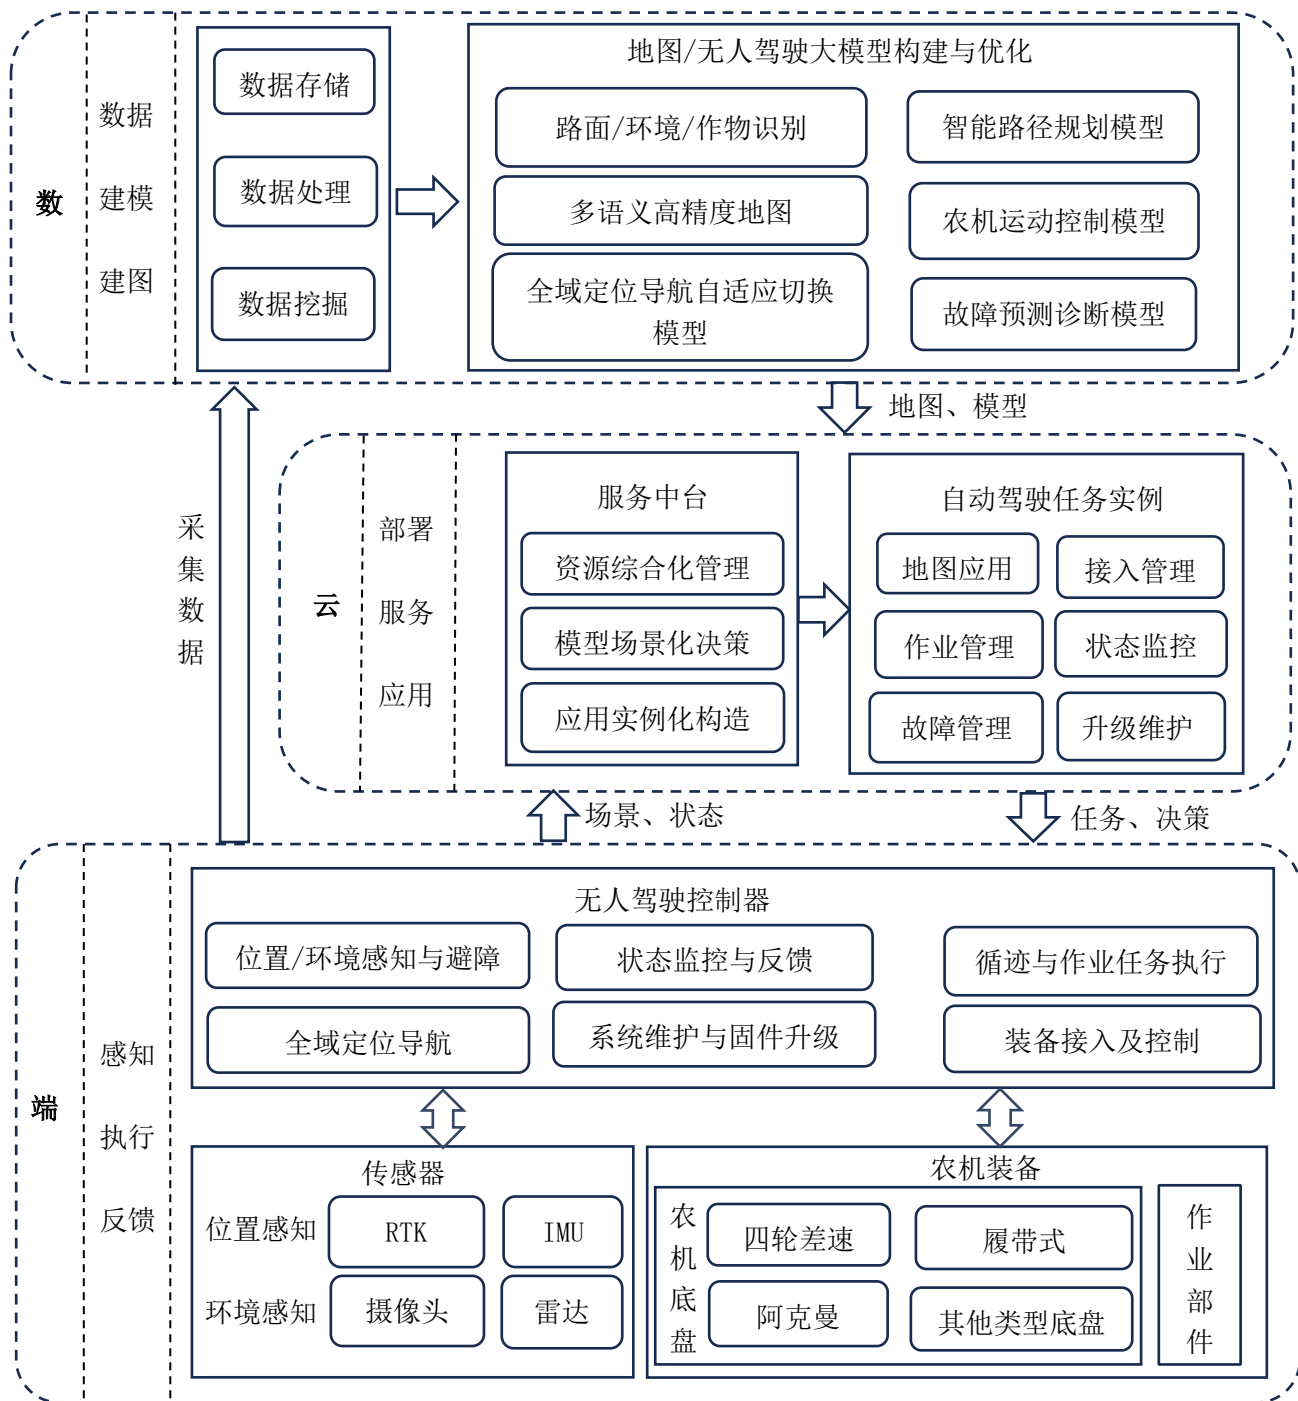 数
数据
建模
建图
数据存储
数据处理
数据挖掘
地图/无人驾驶大模型构建与优化
路面/环境/作物识别
多语义高精度地图
全域定位导航自适应切换
模型
智能路径规划模型
农机运动控制模型
故障预测诊断模型
地图、模型
采集数据
云
部署
服务
应用
服务中台
资源综合化管理
模型场景化决策
应用实例化构造
自动驾驶任务实例
地图应用
接入管理
作业管理
状态监控
故障管理
升级维护
场景、状态
任务、决策
端
感知
执行
反馈
无人驾驶控制器
位置/环境感知与避障
状态监控与反馈
循迹与作业任务执行
全域定位导航
系统维护与固件升级
装备接入及控制
传感器
位置感知
RTK
IMU
环境感知
摄像头
雷达
农机装备
农机底盘
四轮差速
履带式
阿克曼
其他类型底盘
作业部件